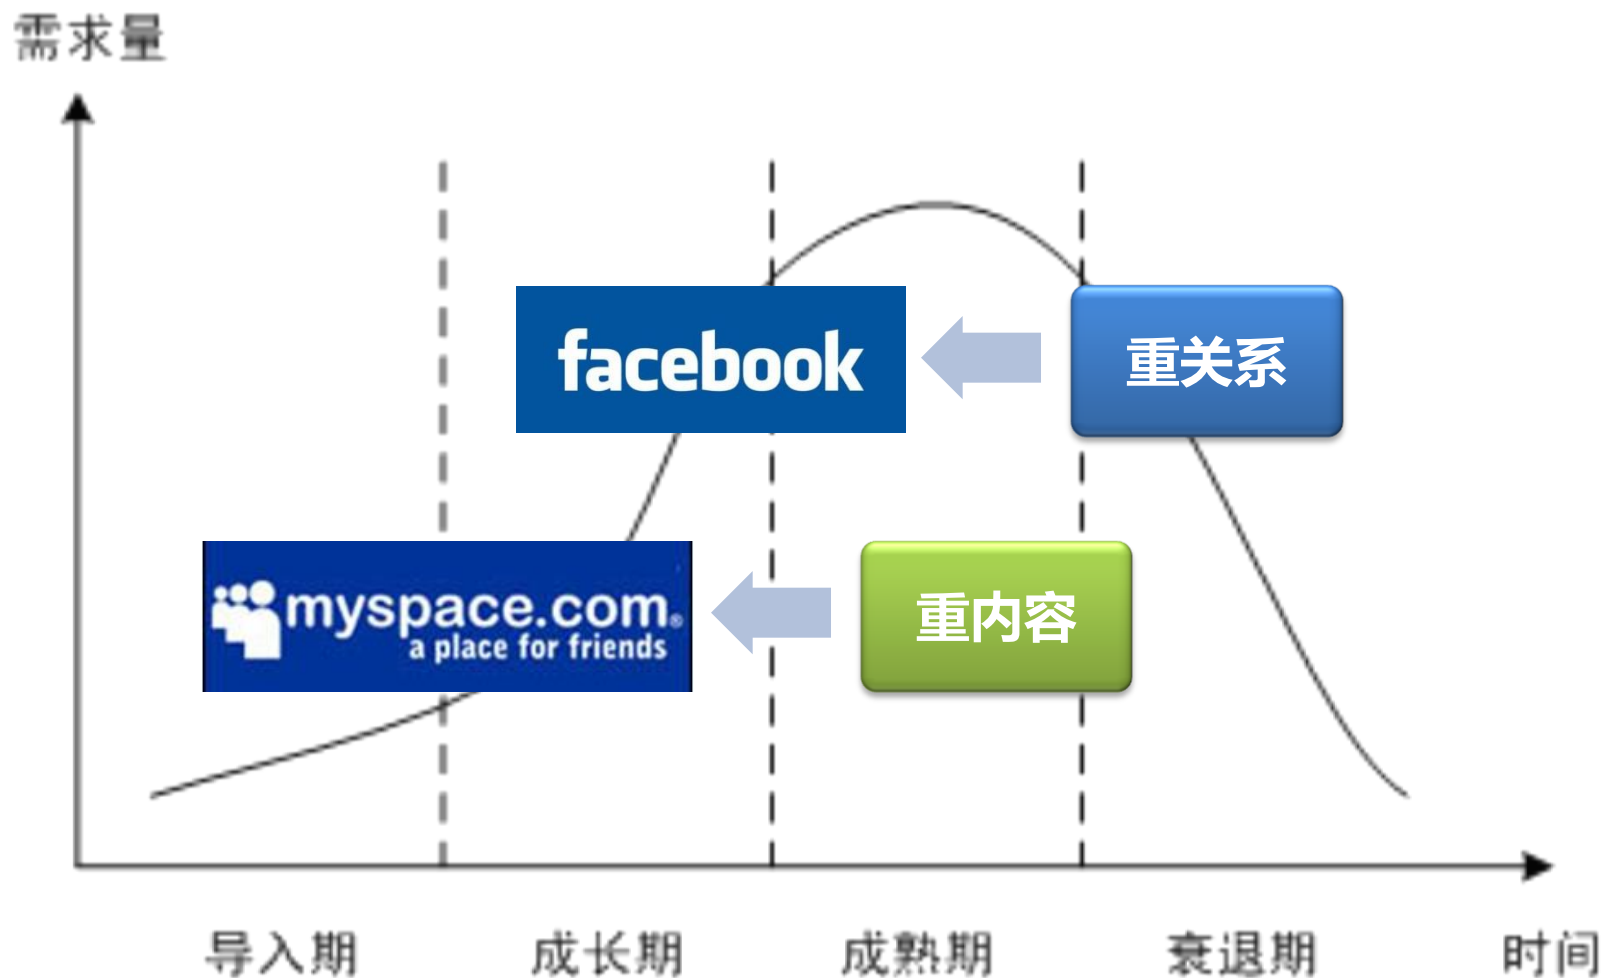 需求量
facebook
重关系
myspace.com®
a place for friends
重内容
导入期
成长期
成熟期
衰退期
时间